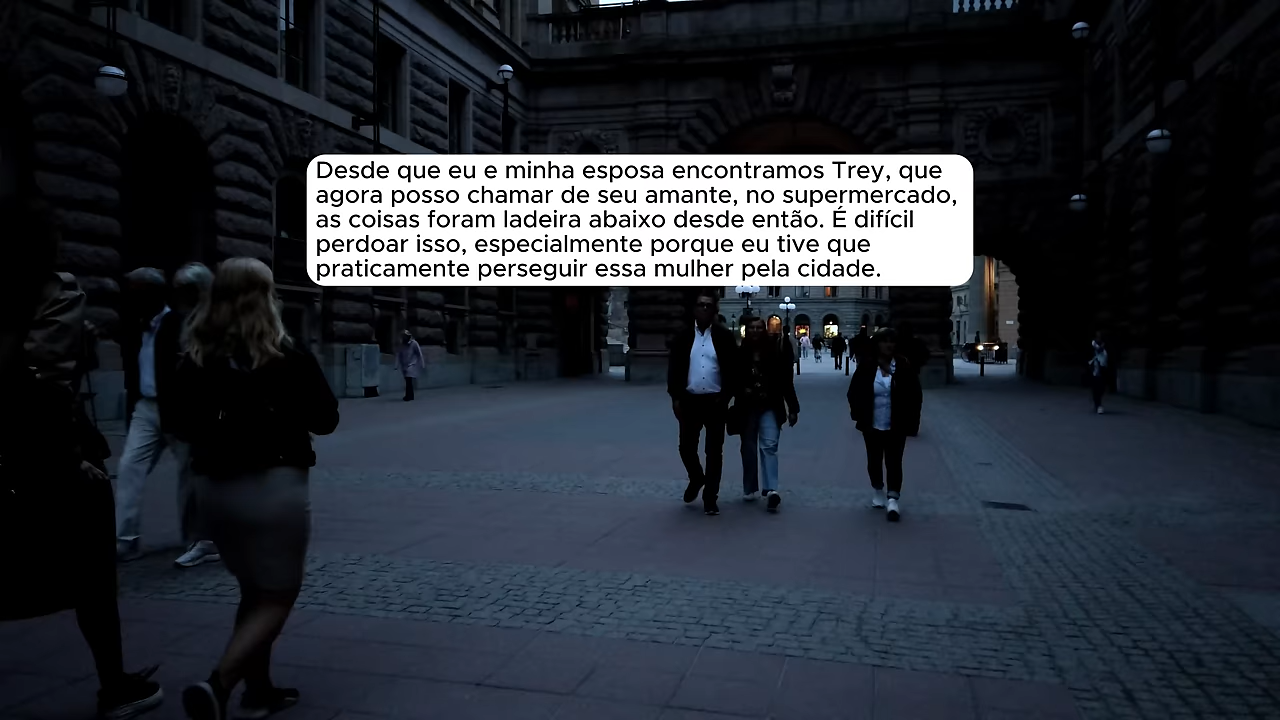 Desde que eu e minha esposa encontramos Trey, que
agora posso chamar de seu amante, no supermercado,
as coisas foram ladeira abaixo desde então. É difícil
perdoar isso, especialmente porque eu tive que
praticamente perseguir essa mulher pela cidade.